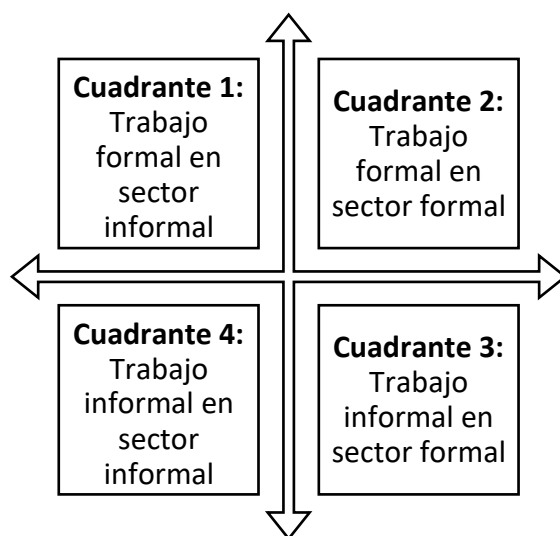 Cuadrante 1:
Trabajo
formal en
sector
informal
Cuadrante 2:
Trabajo
formal en
sector formal
Cuadrante 4:
Trabajo
informal en
sector
informal
Cuadrante 3:
Trabajo
informal en
sector formal